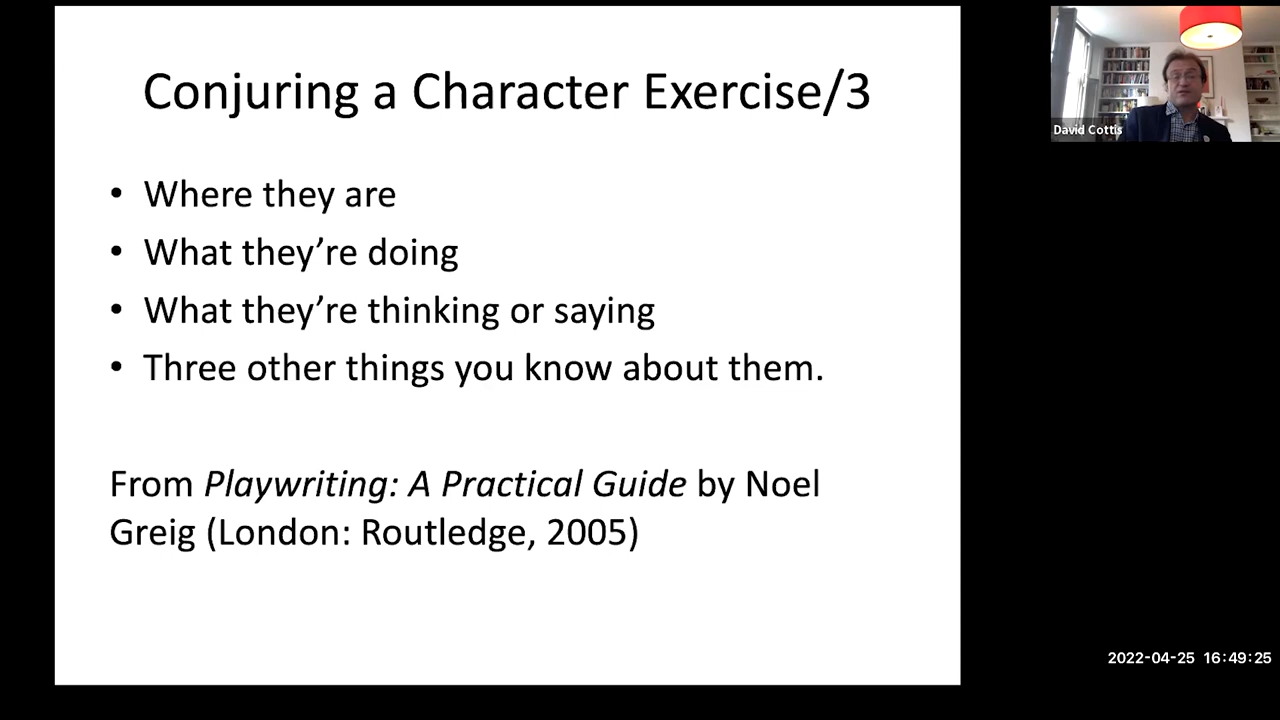 Conjuring a Character Exercise/3
• Where they are
• What they’re doing
• What they’re thinking or saying
• Three other things you know about them.
From Playwriting: A Practical Guide by Noel
Greig (London: Routledge, 2005)
David Cottis
2022-04-25 16:49:25